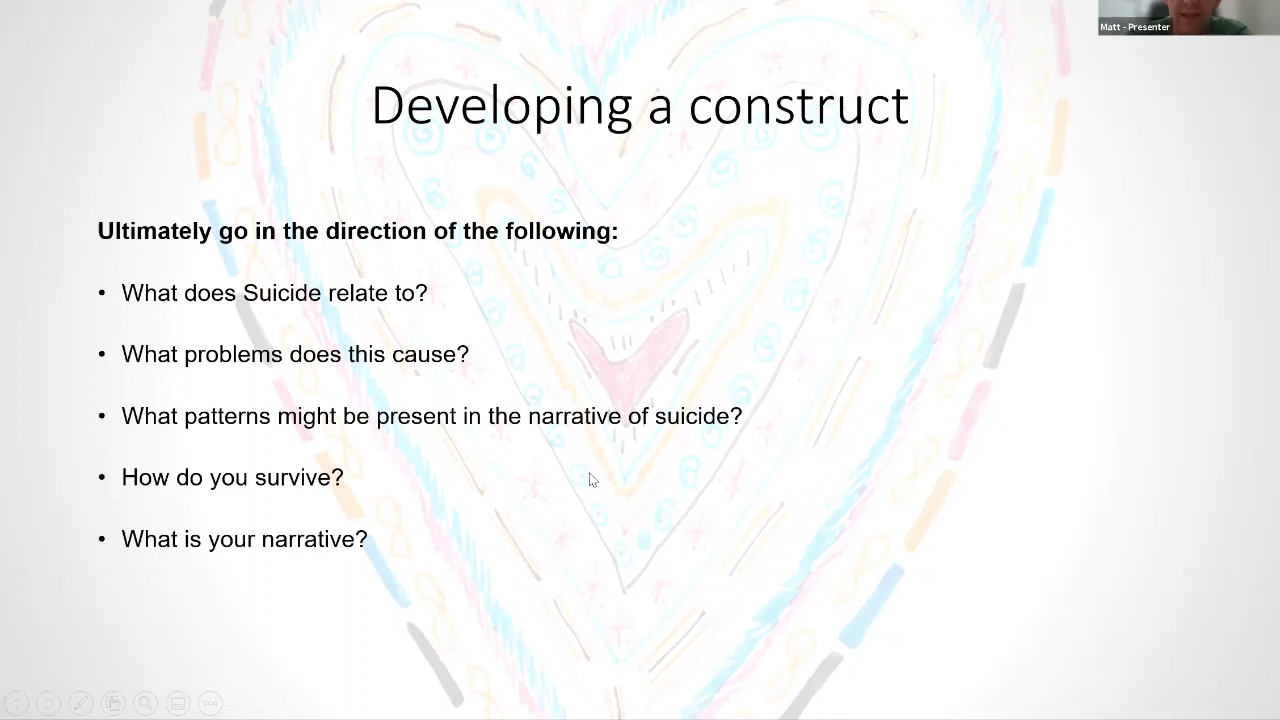 Matt - Presenter
Developing a construct
Ultimately go in the direction of the following:
• What does Suicide relate to?
• What problems does this cause?
• What patterns might be present in the narrative of suicide?
• How do you survive?
• What is your narrative?